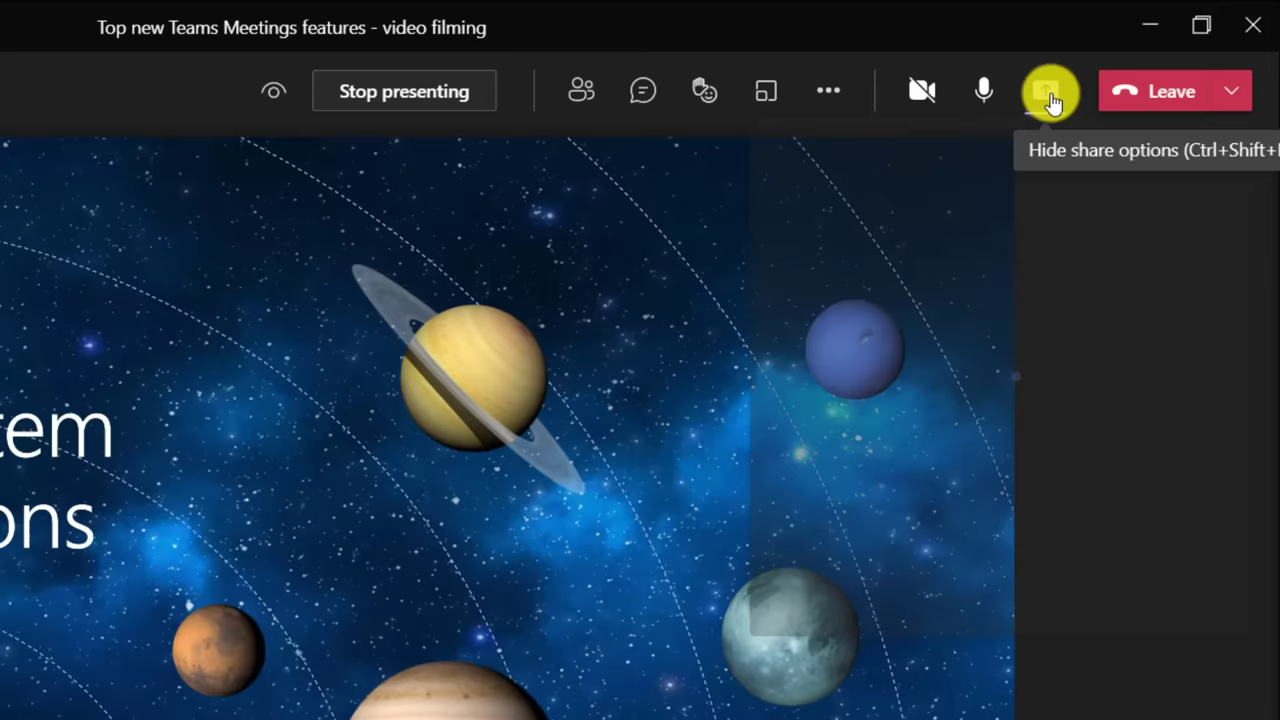 Top new Teams Meetings features - video filming
Stop presenting
Leave
Hide share options (Ctrl+Shift+
tem
ons